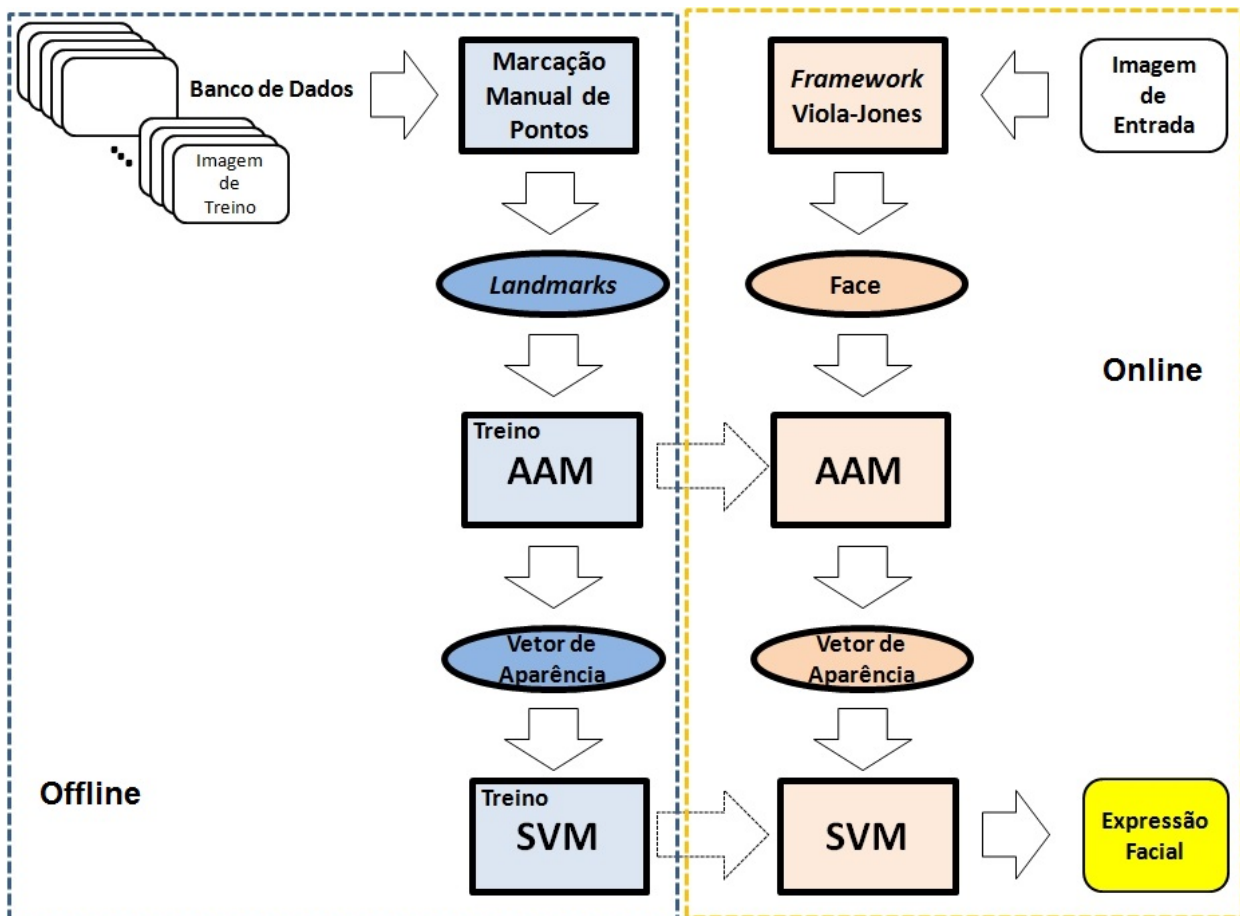 Banco de Dados
Imagem
de
Treino
Marcação
Manual de
Pontos
Framework
Viola-Jones
Imagem
de
Entrada
Landmarks
Face
Online
Treino
AAM
AAM
Vetor de
Aparência
Vetor de
Aparência
Offline
Treino
SVM
SVM
Expressão
Facial